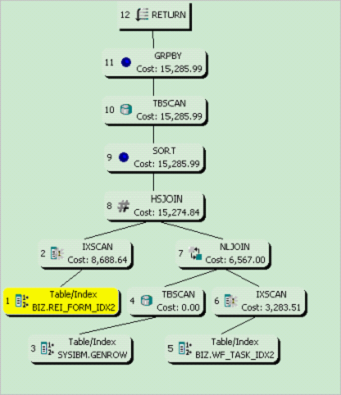 12 RETURN
11 GRPBY
Cost: 15,285.99
10 TBSCAN
Cost: 15,285.99
9 SORT
Cost: 15,285.99
8 HSJOIN
Cost: 15,274.84
2 IXSCAN
Cost: 8,688.64
7 NLJOIN
Cost: 6,567.00
1 Table/Index
BIZ.REI_FORM_IDX2
4 TBSCAN
Cost: 0.00
6 IXSCAN
Cost: 3,283.51
3 Table/Index
SYSIBM.GENROW
5 Table/Index
BIZ.WF_TASK_IDX2